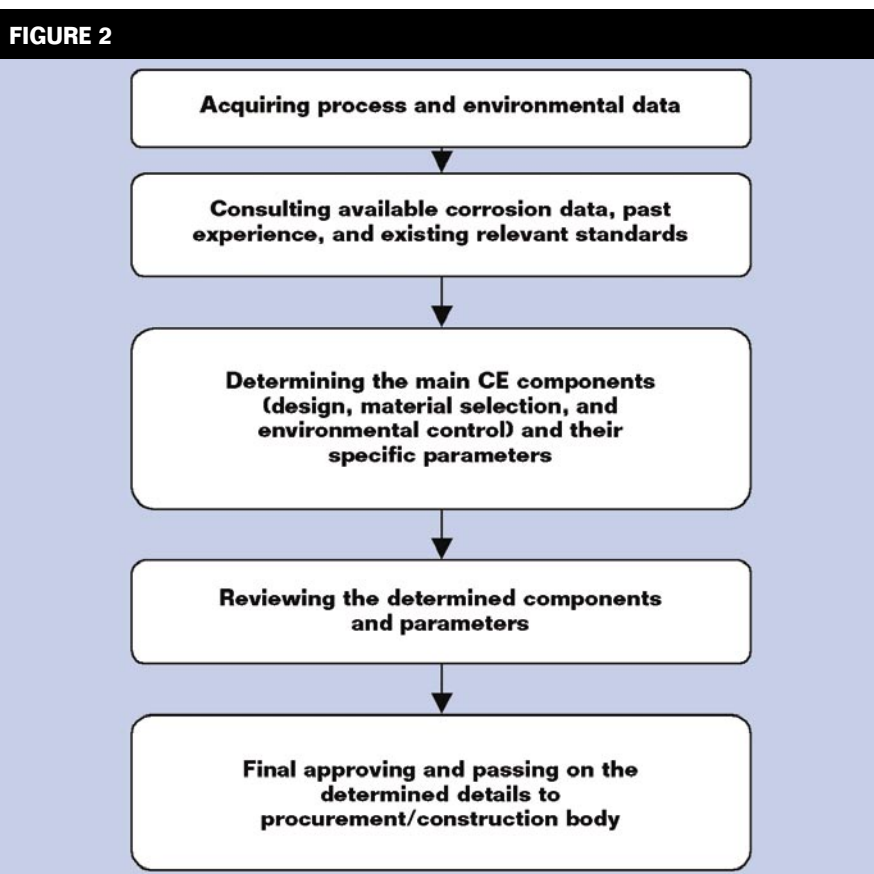 FIGURE 2
Acquiring process and environmental data
Consulting available corrosion data, past
experience, and existing relevant standards
Determining the main CE components
(design, material selection, and
environmental control) and their
specific parameters
Reviewing the determined components
and parameters
Final approving and passing on the
determined details to
procurement/construction body